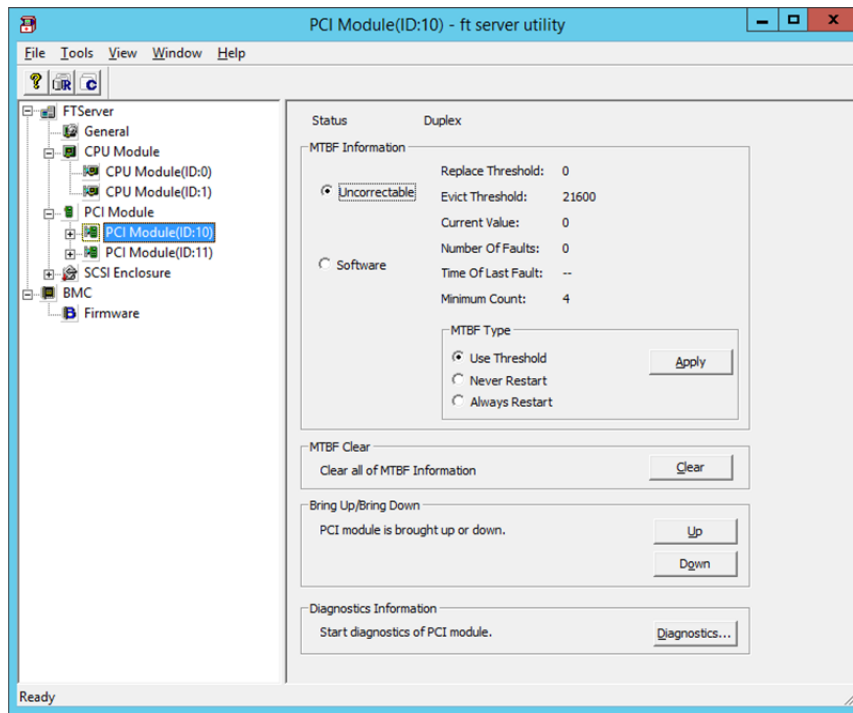 PCI Module(ID:10) - ft server utility
File Tools View Window Help
FTServer
General
CPU Module
CPU Module(ID:0)
CPU Module(ID:1)
PCI Module
PCI Module(ID:10)
PCI Module(ID:11)
SCSI Enclosure
BMC
Firmware
Status Duplex
MTBF Information
Uncorrectable
Software
Replace Threshold: 0
Evict Threshold: 21600
Current Value: 0
Number Of Faults: 0
Time Of Last Fault: --
Minimum Count: 4
MTBF Type
Use Threshold
Never Restart
Always Restart
Apply
MTBF Clear
Clear all of MTBF Information
Clear
Bring Up/Bring Down
PCI module is brought up or down.
Up
Down
Diagnostics Information
Start diagnostics of PCI module.
Diagnostics...
Ready